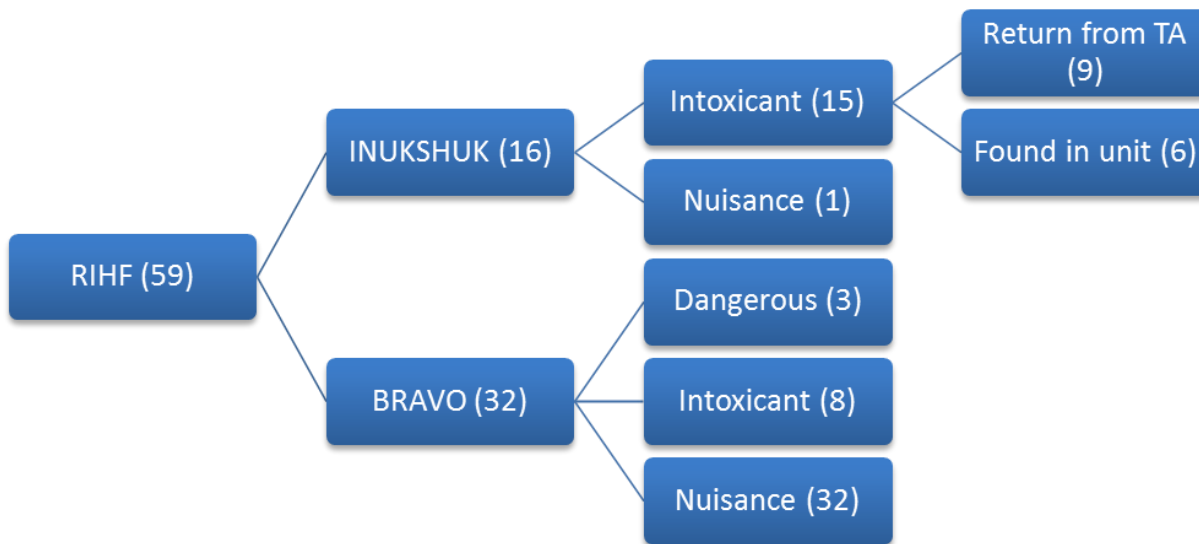 RIHF (59)
INUKSHUK (16)
BRAVO (32)
Intoxicant (15)
Nuisance (1)
Dangerous (3)
Intoxicant (8)
Nuisance (32)
Return from TA
(9)
Found in unit (6)